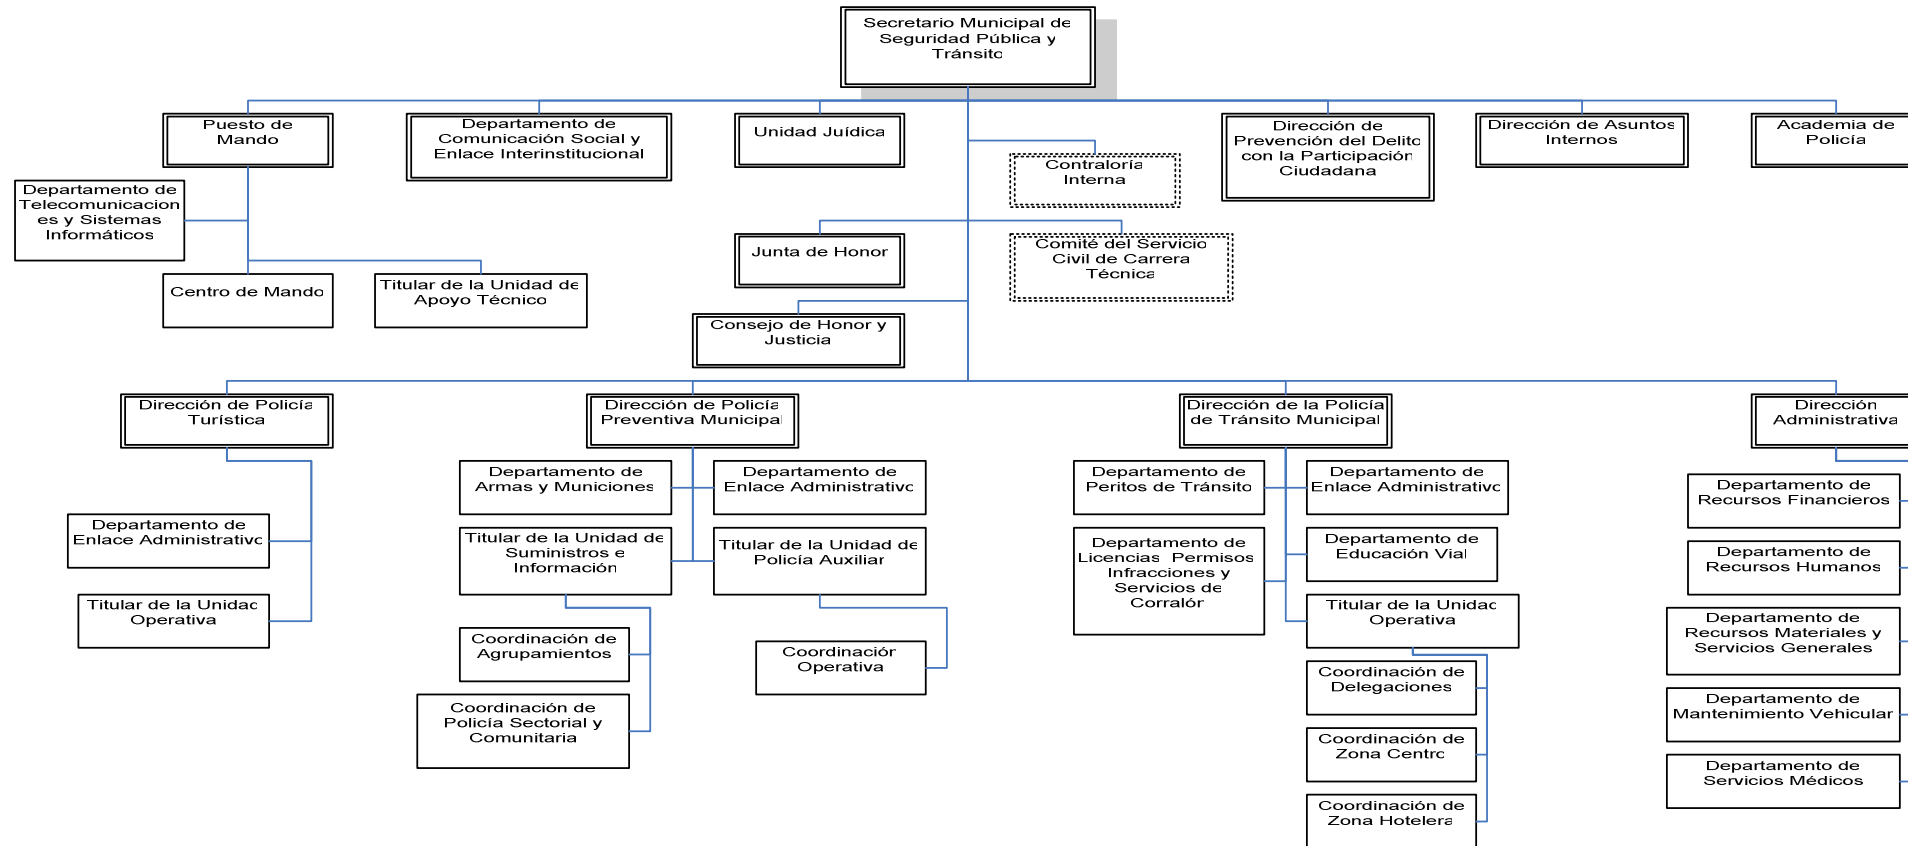 Secretario Municipal de
Seguridad Pública y
Tránsito
Puesto de
Mando
Departamento de
Comunicación Social y
Enlace Interinstitucional
Unidad Juídica
Contraloría
Interna
Dirección de
Prevención del Delito
con la Participación
Ciudadana
Dirección de Asuntos
Internos
Academia de
Policía
Departamento de
Telecomunicacion
es y Sistemas
Informáticos
Centro de Mando
Titular de la Unidad de
Apoyo Técnico
Junta de Honor
Comité del Servicio
Civil de Carrera
Técnica
Consejo de Honor y
Justicia
Dirección de Policía
Turística
Dirección de Policía
Preventiva Municipal
Dirección de la Policía
de Tránsito Municipal
Dirección
Administrativa
Departamento de
Enlace Administrativo
Titular de la Unidad
Operativa
Departamento de
Armas y Municiones
Departamento de
Enlace Administrativo
Titular de la Unidad de
Suministros e
Información
Titular de la Unidad de
Policía Auxiliar
Coordinación de
Agrupamientos
Coordinación
Operativa
Coordinación de
Policía Sectorial y
Comunitaria
Departamento de
Peritos de Tránsito
Departamento de
Enlace Administrativo
Departamento de
Licencias Permisos
Infracciones y
Servicios de
Corralón
Departamento de
Educación Vial
Titular de la Unidad
Operativa
Coordinación de
Delegaciones
Coordinación de
Zona Centro
Coordinación de
Zona Hotelera
Departamento de
Recursos Financieros
Departamento de
Recursos Humanos
Departamento de
Recursos Materiales y
Servicios Generales
Departamento de
Mantenimiento Vehicular
Departamento de
Servicios Médicos